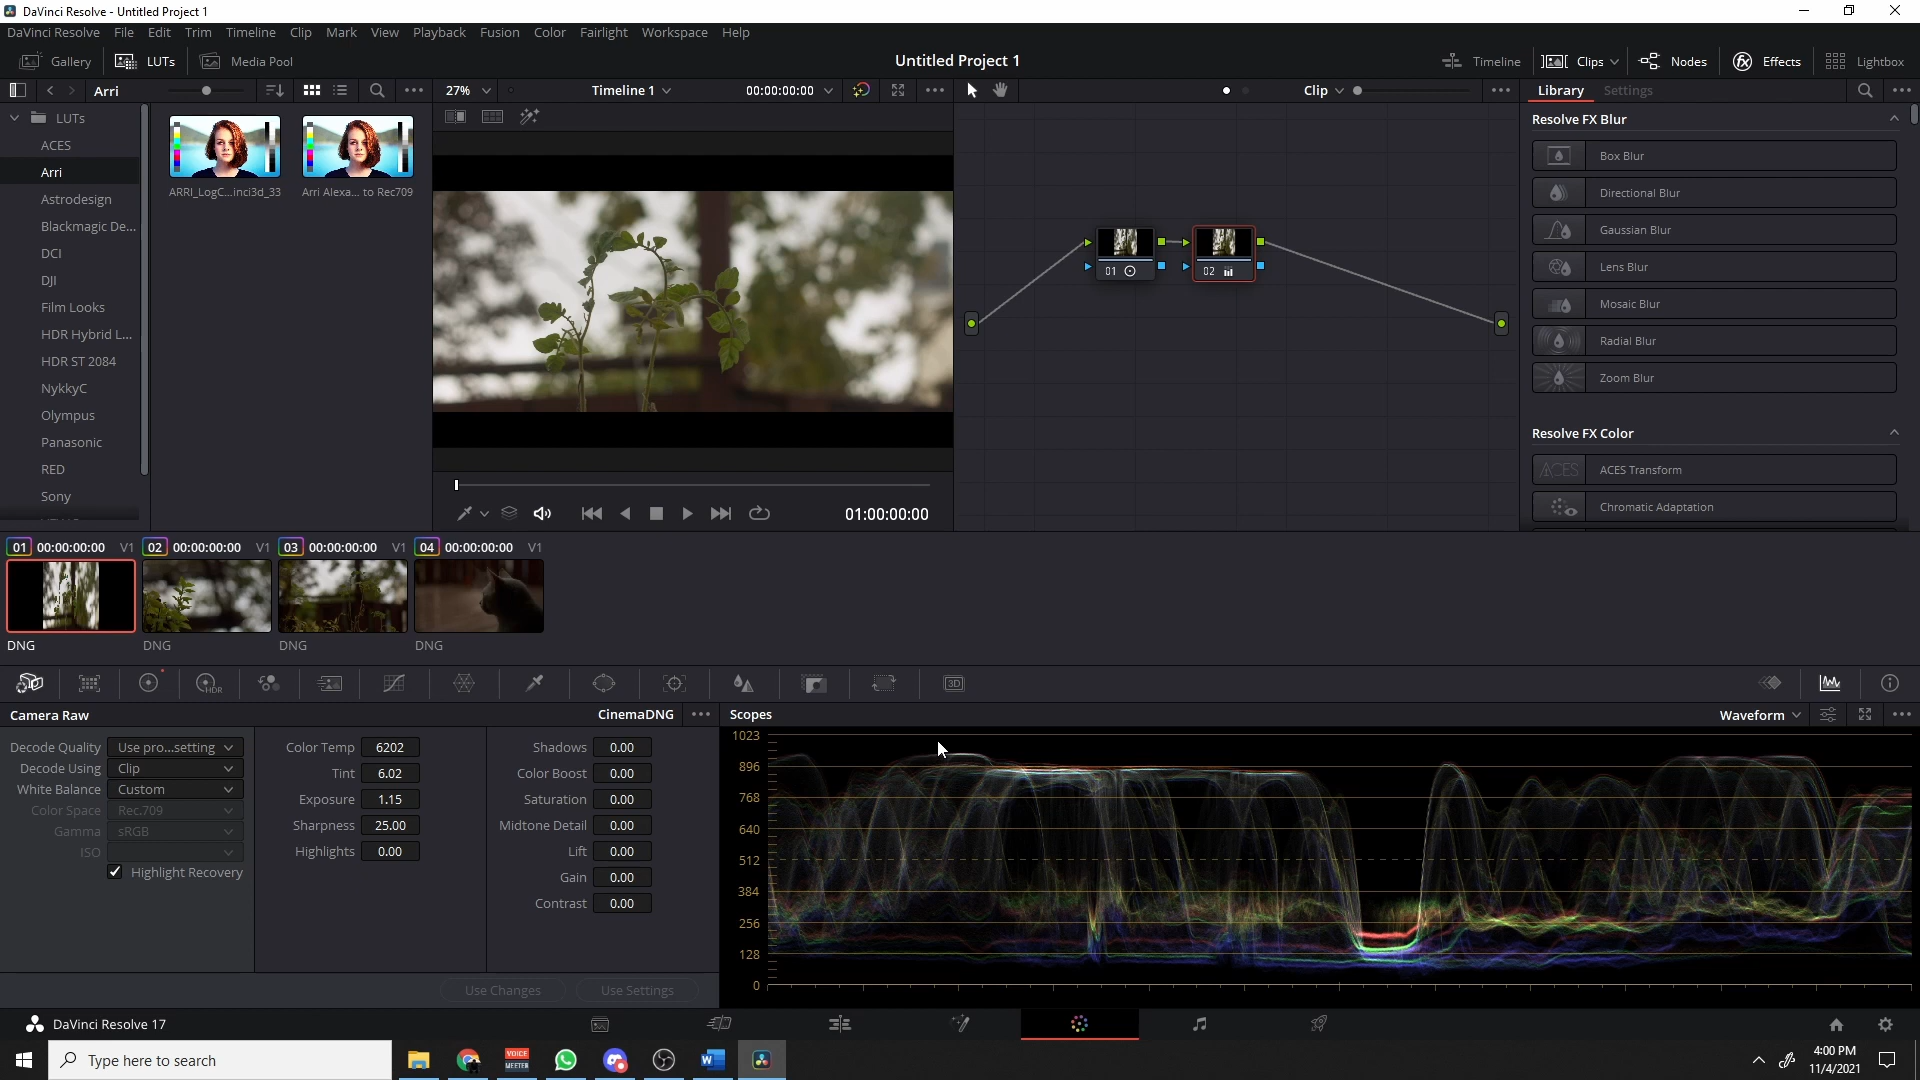 DaVinci Resolve - Untitled Project 1
DaVinci Resolve File Edit Trim Timeline Clip Mark View Playback Fusion Color Fairlight Workspace Help
Gallery LUTs Media Pool Untitled Project 1 Timeline Clips Nodes Effects Lightbox
Arri 27% Timeline 1 00:00:00:00 Clip Library Settings
LUTs
ACES
Arri
Astrodesign
Blackmagic De...
DCI
DJI
Film Looks
HDR Hybrid L...
HDR ST 2084
NykkyC
Olympus
Panasonic
RED
Sony
ARRI_LogC...inci3d_33 Arri Alexa... to Rec709
01:00:00:00
01 02
Resolve FX Blur
Box Blur
Directional Blur
Gaussian Blur
Lens Blur
Mosaic Blur
Radial Blur
Zoom Blur
Resolve FX Color
ACES ACES Transform
Chromatic Adaptation
01 00:00:00:00 V1 02 00:00:00:00 V1 03 00:00:00:00 V1 04 00:00:00:00 V1
DNG DNG DNG DNG
HDR 3D
Camera Raw CinemaDNG
Decode Quality Use pro...setting
Decode Using Clip
White Balance Custom
Color Space Rec.709
Gamma sRGB
ISO
Highlight Recovery
Color Temp 6202
Tint 6.02
Exposure 1.15
Sharpness 25.00
Highlights 0.00
Shadows 0.00
Color Boost 0.00
Saturation 0.00
Midtone Detail 0.00
Lift 0.00
Gain 0.00
Contrast 0.00
Use Changes Use Settings
Scopes Waveform
1023
896
768
640
512
384
256
128
0
DaVinci Resolve 17
Type here to search
VOICE
MEETER
W
4:00 PM
11/4/2021